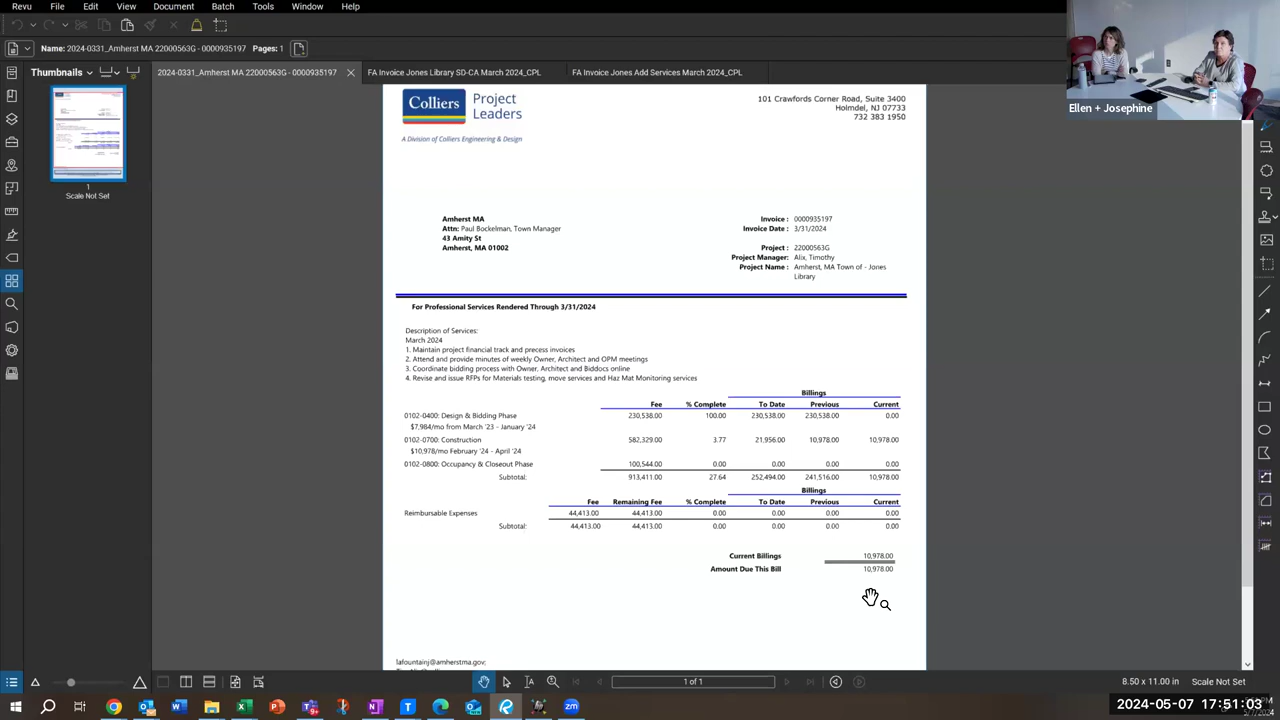 Revu File Edit View Document Batch Tools Window Help
Revu Name: 2024-0331_Amherst MA 22000563G - 0000935197 Pages: 1
Thumbnails 2024-0331_Amherst MA 22000563G - 0000935197 FA Invoice Jones Library SD-CA March 2024_CPL FA Invoice Jones Add Services March 2024_CPL
Ellen + Josephine
1
Scale Not Set
Colliers Project Leaders
A Division of Colliers Engineering & Design
101 Crawfords Corner Road, Suite 3400
Holmdel, NJ 07733
732 383 1950
Amherst MA
Attn: Paul Bockelman, Town Manager
43 Amity St
Amherst, MA 01002
Invoice : 0000935197
Invoice Date : 3/31/2024
Project : 22000563G
Project Manager: Alix, Timothy
Project Name : Amherst, MA Town of - Jones
Library
For Professional Services Rendered Through 3/31/2024
Description of Services:
March 2024
1. Maintain project financial track and precess invoices
2. Attend and provide minutes of weekly Owner, Architect and OPM meetings
3. Coordinate bidding process with Owner, Architect and Biddocs online
4. Revise and issue RFPs for Materials testing, move services and Haz Mat Monitoring services
Billings
Fee % Complete To Date Previous Current
0102-0400: Design & Bidding Phase 230,538.00 100.00 230,538.00 230,538.00 0.00
$7,984/mo from March '23 - January '24
0102-0700: Construction 582,329.00 3.77 21,956.00 10,978.00 10,978.00
$10,978/mo February '24 - April '24
0102-0800: Occupancy & Closeout Phase 100,544.00 0.00 0.00 0.00 0.00
Subtotal: 913,411.00 27.64 252,494.00 241,516.00 10,978.00
Billings
Fee Remaining Fee % Complete To Date Previous Current
Reimbursable Expenses 44,413.00 44,413.00 0.00 0.00 0.00 0.00
Subtotal: 44,413.00 44,413.00 0.00 0.00 0.00 0.00
Current Billings 10,978.00
Amount Due This Bill 10,978.00
lafountainj@amherstma.gov;
1 of 1
8.50 x 11.00 in Scale Not Set
2024-05-07 17:51:03